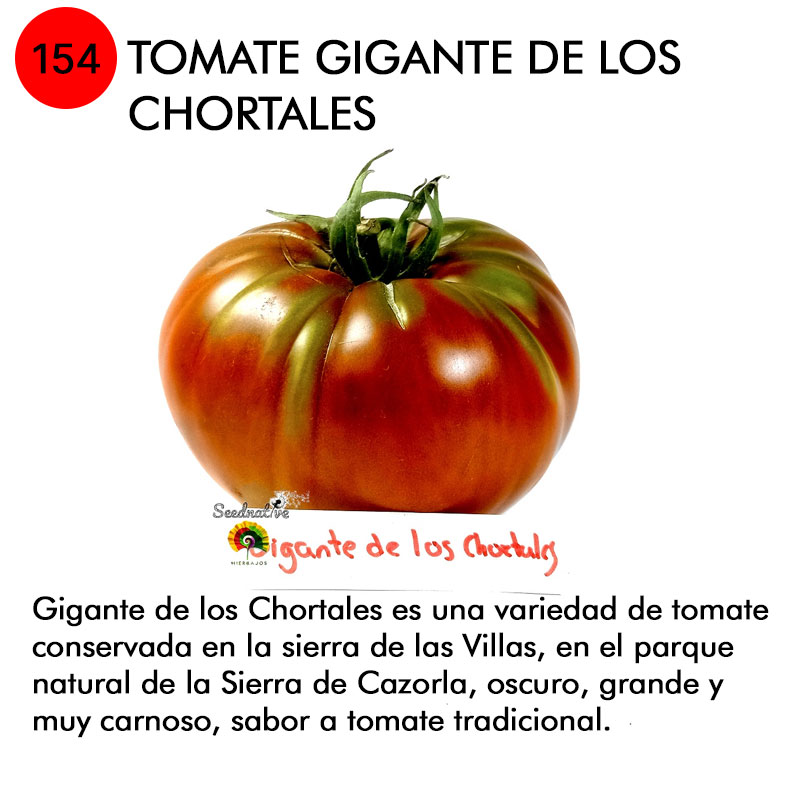 154
TOMATE GIGANTE DE LOS
CHORTALES
Seednative
HIERBAJOS
Gigante de los Chortales
Gigante de los Chortales es una variedad de tomate
conservada en la sierra de las Villas, en el parque
natural de la Sierra de Cazorla, oscuro, grande y
muy carnoso, sabor a tomate tradicional.